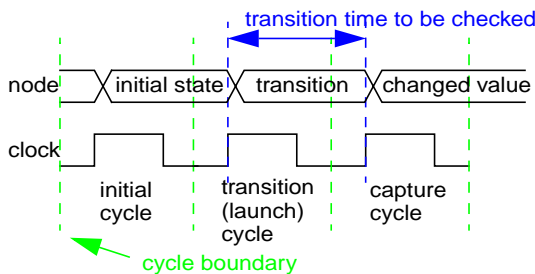 transition time to be checked
node
initial state
transition
changed value
clock
initial
cycle
transition
(launch)
cycle
capture
cycle
cycle boundary